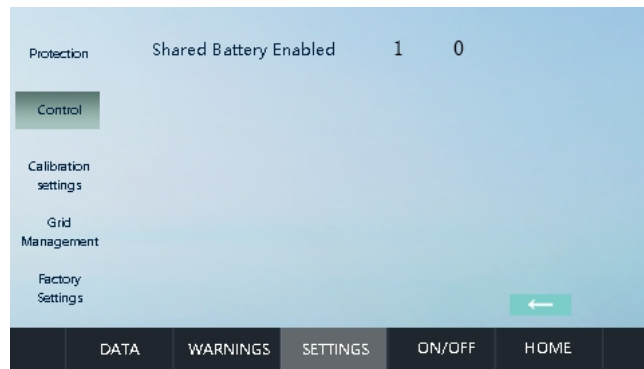 Protection
Shared Battery Enabled 1 0
Control
Calibration
settings
Grid
Management
Factory
Settings
←
DATA WARNINGS SETTINGS ON/OFF HOME